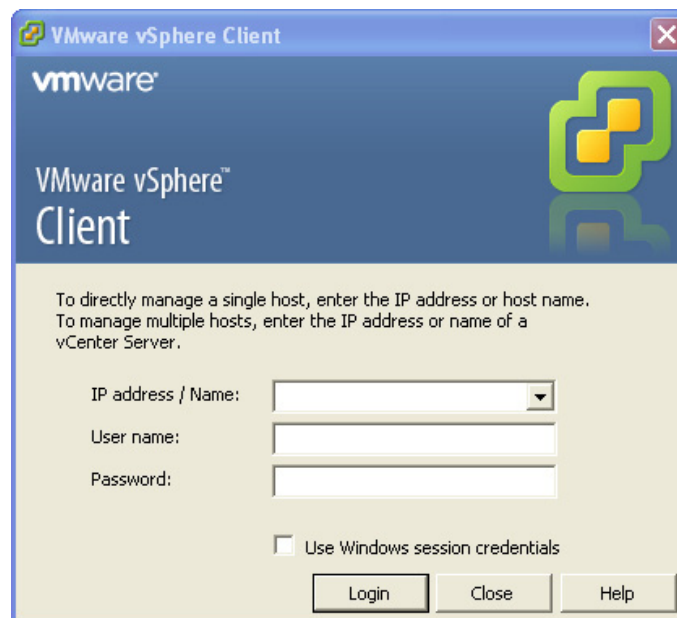 VMware vSphere Client
vmware®
VMware vSphere™
Client
To directly manage a single host, enter the IP address or host name.
To manage multiple hosts, enter the IP address or name of a
vCenter Server.
IP address / Name:
User name:
Password:
Use Windows session credentials
Login Close Help